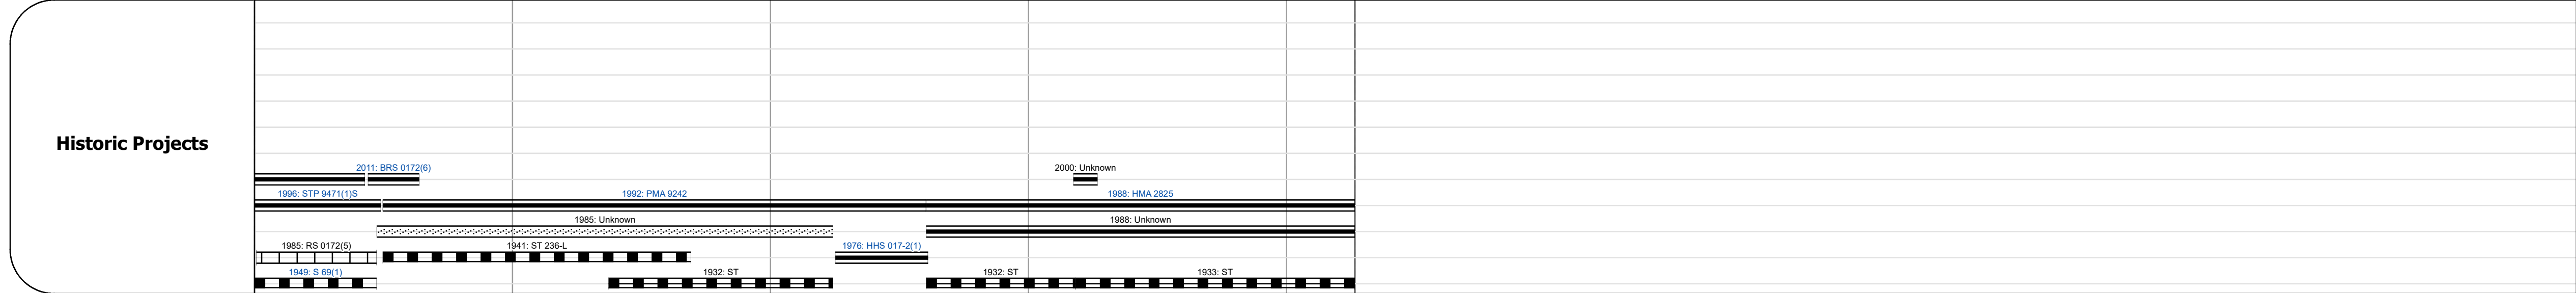 2011: BRS 0172(6)
2000: Unknown
1996: STP 9471(1)S
1992: PMA 9242
1988: HMA 2825
1985: Unknown
1988: Unknown
Historic Projects
1985: RS 0172(5)
1941: ST 236-L
1976: HHS 017-2(1)
1949: S 69(1)
1932: ST
1932: ST
1933: ST